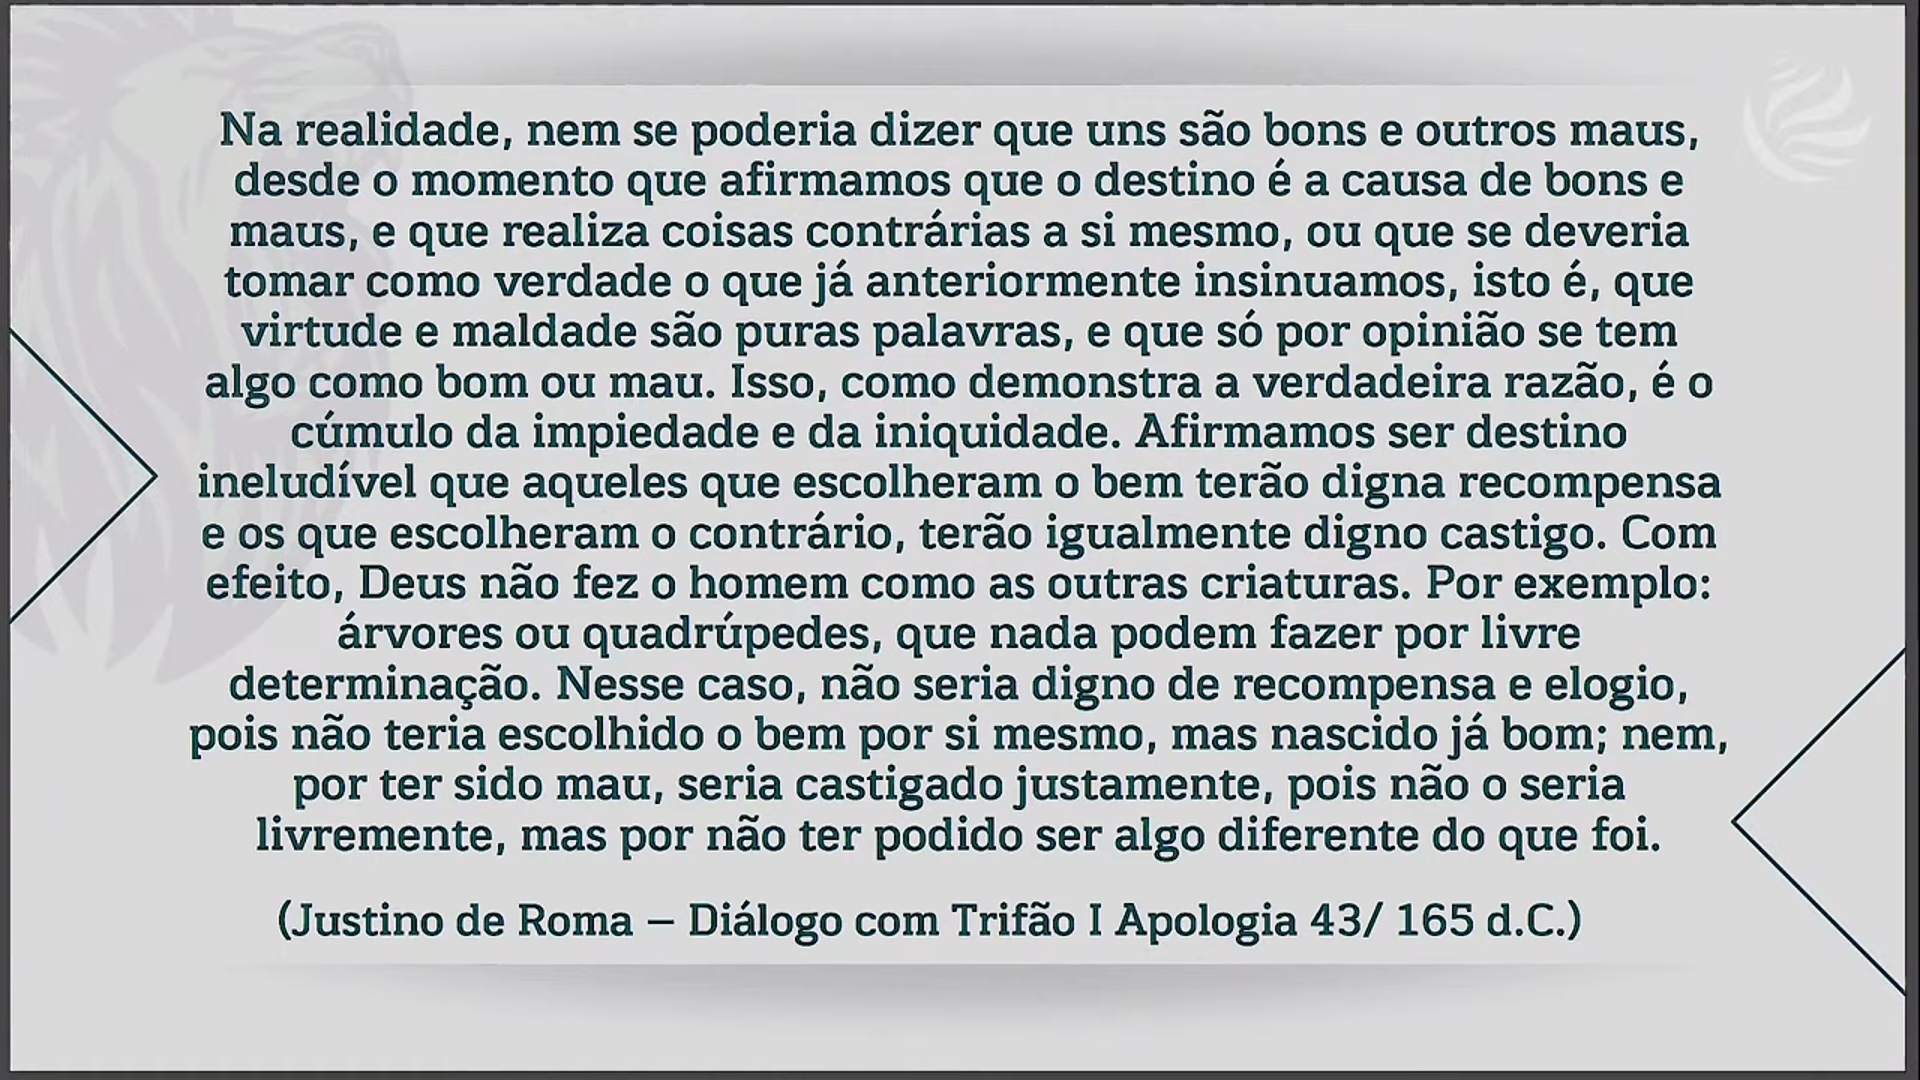 Na realidade, nem se poderia dizer que uns são bons e outros maus,
desde o momento que afirmamos que o destino é a causa de bons e
maus, e que realiza coisas contrárias a si mesmo, ou que se deveria
tomar como verdade o que já anteriormente insinuamos, isto é, que
virtude e maldade são puras palavras, e que só por opinião se tem
algo como bom ou mau. Isso, como demonstra a verdadeira razão, é o
cúmulo da impiedade e da iniquidade. Afirmamos ser destino
ineludível que aqueles que escolheram o bem terão digna recompensa
e os que escolheram o contrário, terão igualmente digno castigo. Com
efeito, Deus não fez o homem como as outras criaturas. Por exemplo:
árvores ou quadrúpedes, que nada podem fazer por livre
determinação. Nesse caso, não seria digno de recompensa e elogio,
pois não teria escolhido o bem por si mesmo, mas nascido já bom; nem,
por ter sido mau, seria castigado justamente, pois não o seria
livremente, mas por não ter podido ser algo diferente do que foi.
(Justino de Roma – Diálogo com Trifão I Apologia 43/ 165 d.C.)